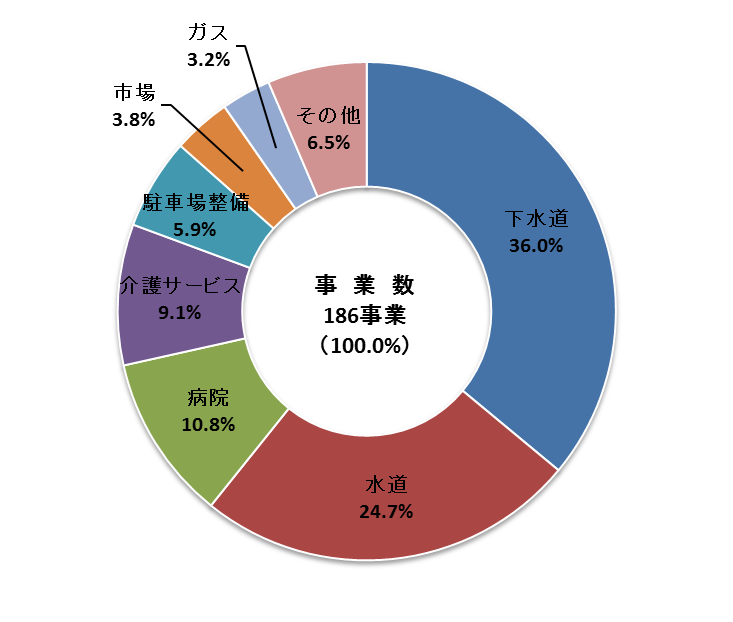 ガス
3.2%
市場
3.8%
その他
6.5%
駐車場整備
5.9%
下水道
36.0%
介護サービス
9.1%
事 業 数
186事業
（100.0%）
病院
10.8%
水道
24.7%